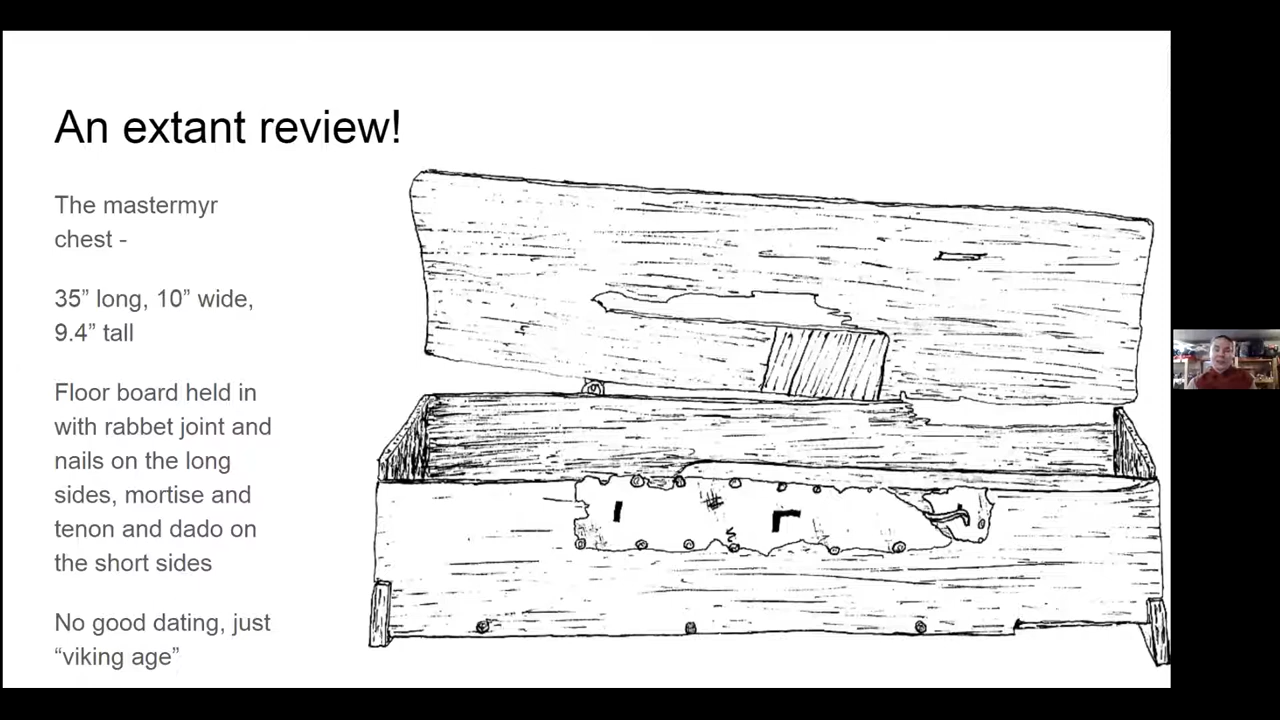 An extant review!
The mastermyr
chest -
35” long, 10” wide,
9.4” tall
Floor board held in
with rabbet joint and
nails on the long
sides, mortise and
tenon and dado on
the short sides
No good dating, just
“viking age”